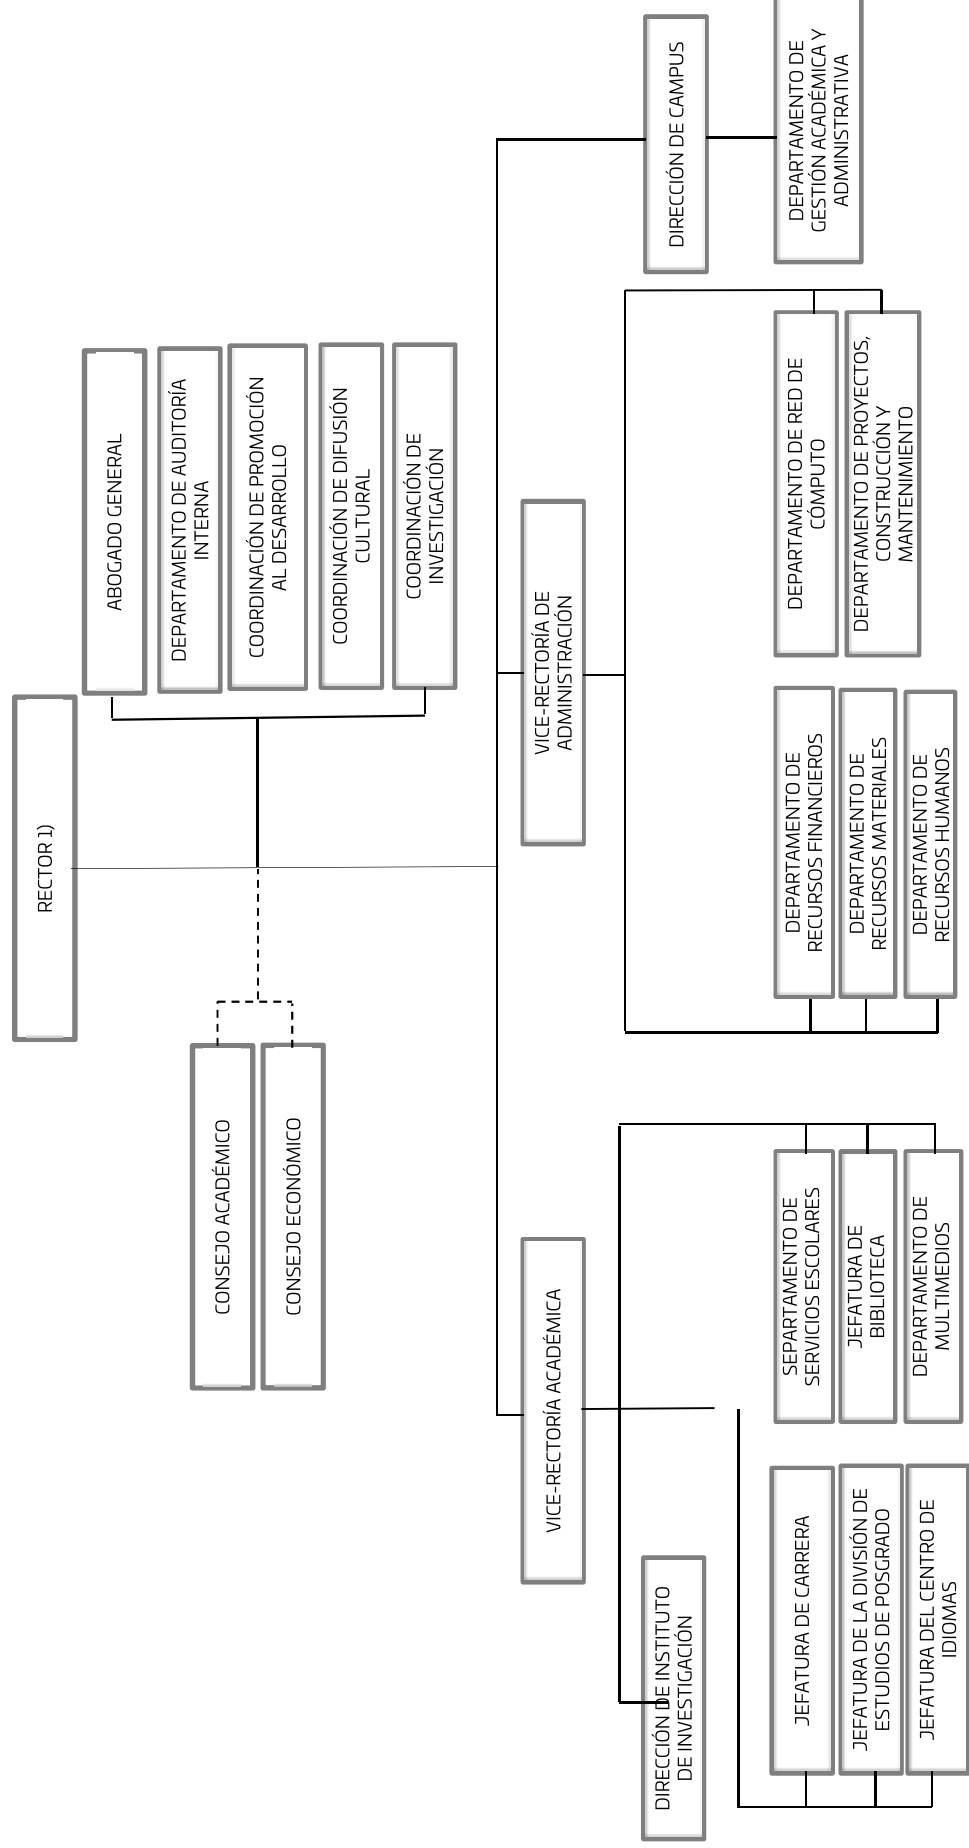 RECTOR 1)
ABOGADO GENERAL
DEPARTAMENTO DE AUDITORÍA
INTERNA
COORDINACIÓN DE PROMOCIÓN
AL DESARROLLO
COORDINACIÓN DE DIFUSIÓN
CULTURAL
COORDINACIÓN DE
INVESTIGACIÓN
CONSEJO ACADÉMICO
CONSEJO ECONÓMICO
VICE-RECTORÍA ACADÉMICA
VICE-RECTORÍA DE
ADMINISTRACIÓN
DIRECCIÓN DE INSTITUTO
DE INVESTIGACIÓN
DIRECCIÓN DE CAMPUS
JEFATURA DE CARRERA
JEFATURA DE LA DIVISIÓN DE
ESTUDIOS DE POSGRADO
JEFATURA DEL CENTRO DE
IDIOMAS
SEPARTAMENTO DE
SERVICIOS ESCOLARES
JEFATURA DE
BIBLIOTECA
DEPARTAMENTO DE
MULTIMEDIOS
DEPARTAMENTO DE
RECURSOS FINANCIEROS
DEPARTAMENTO DE
RECURSOS MATERIALES
DEPARTAMENTO DE
RECURSOS HUMANOS
DEPARTAMENTO DE RED DE
CÓMPUTO
DEPARTAMENTO DE PROYECTOS,
CONSTRUCCIÓN Y
MANTENIMIENTO
DEPARTAMENTO DE
GESTIÓN ACADÉMICA Y
ADMINISTRATIVA